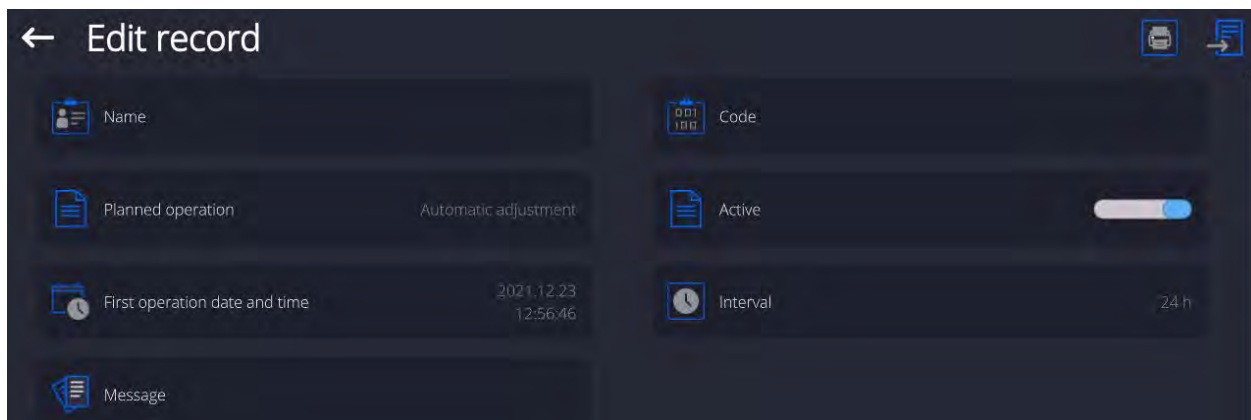 Edit record
Name
Code
Planned operation Automatic adjustment
Active
First operation date and time 2021.12.23
12:56:46
Interval 24 h
Message